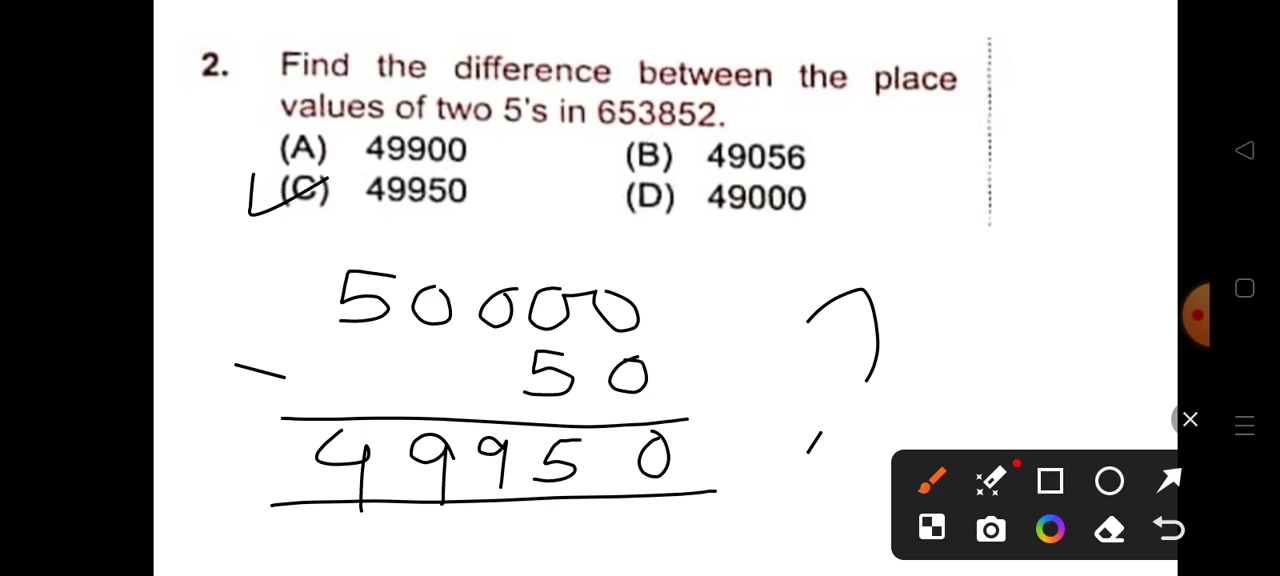 2. Find the difference between the place
values of two 5's in 653852.
(A) 49900 (B) 49056
(C) 49950 (D) 49000
50000
- 50
49950